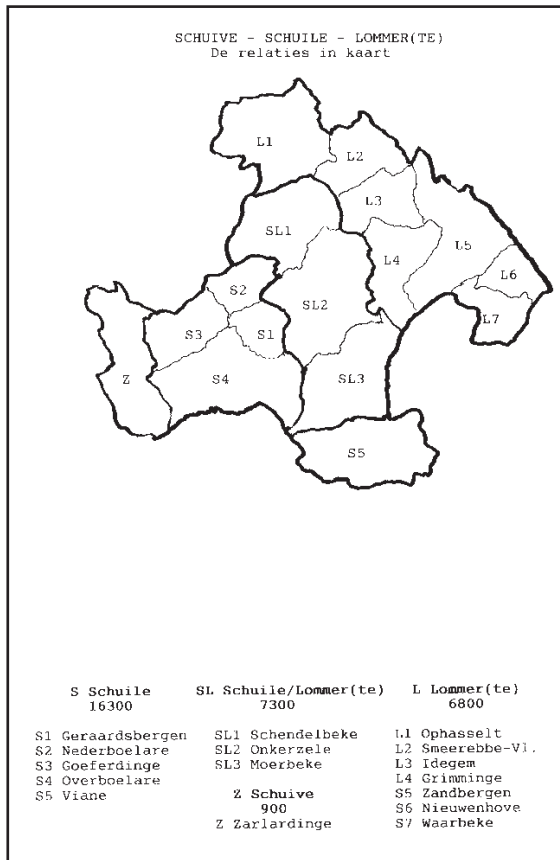 SCHUIVE - SCHUILE - LOMMER(TE)
De relaties in kaart
L1
L2
L3
SL1
L4
L5
L6
S2
SL2
L7
S3
S1
Z
S4
SL3
S5
S Schuile
16300
S1 Geraardsbergen
S2 Nederboelare
S3 Goeferdinge
S4 Overboelare
S5 Viane
SL Schuile/Lommer(te)
7300
SL1 Schendelbeke
SL2 Onkerzele
SL3 Moerbeke
Z Schuive
900
Z Zarlardinge
L Lommer(te)
6800
L1 Ophasselt
L2 Smeerebbe-Vl.
L3 Idegem
L4 Grimminge
S5 Zandbergen
S6 Nieuwenhove
S7 Waarbeke